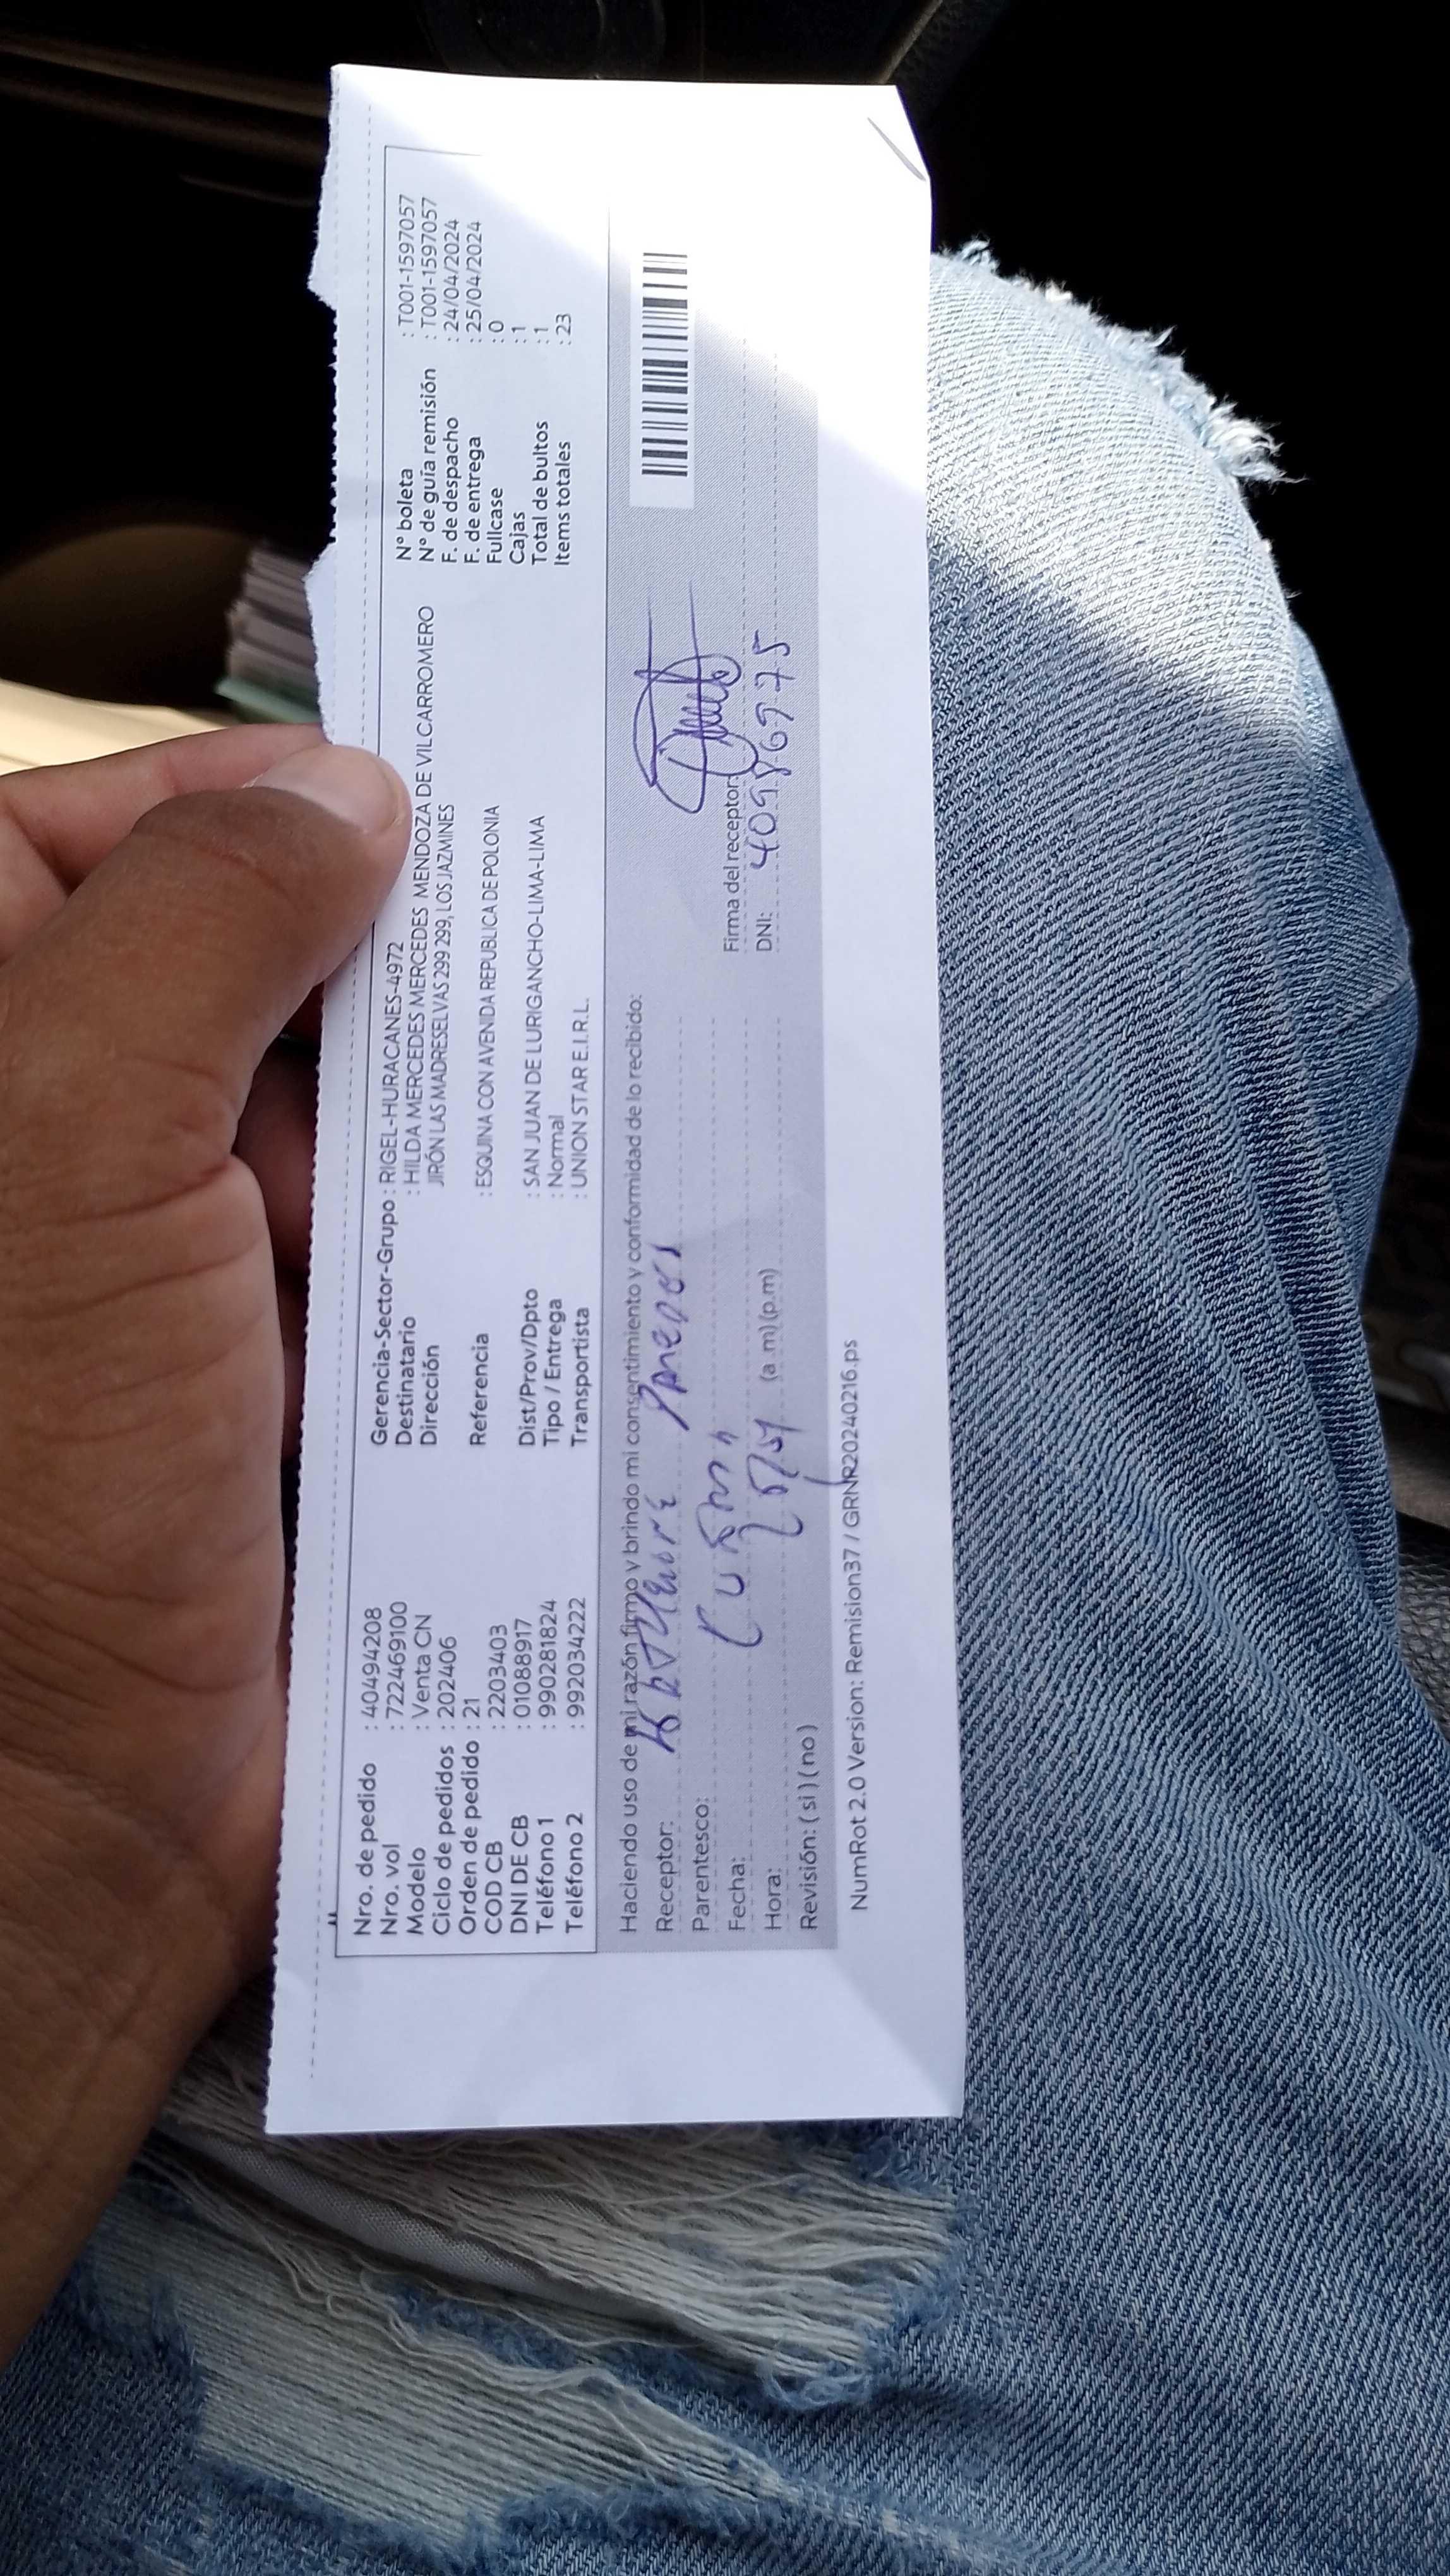 Nro. de pedido : 40494208
Nro. vol : 722469100
Modelo : Venta CN
Ciclo de pedidos : 202406
Orden de pedido : 21
COD CB : 2203403
DNI DE CB : 01088917
Teléfono 1 : 990281824
Teléfono 2 : 992034222
Gerencia-Sector-Grupo : RIGEL-HURACANES-4972
Destinatario : HILDA MERCEDES MERCEDES MENDOZA DE VILCARROMERO
Dirección JIRÓN LAS MADRESELVAS 299 299, LOS JAZMINES
Referencia : ESQUINA CON AVENIDA REPUBLICA DE POLONIA
Dist/Prov/Dpto : SAN JUAN DE LURIGANCHO-LIMA-LIMA
Tipo / Entrega : Normal
Transportista : UNION STAR E.I.R.L.
N° boleta : T001-1597057
N° de guía remisión : T001-1597057
F. de despacho : 24/04/2024
F. de entrega : 25/04/2024
Fullcase : 0
Cajas : 1
Total de bultos : 1
Items totales : 23
Haciendo uso de mi razón firmo y brindo mi consentimiento y conformidad de lo recibido:
Receptor:
Parentesco:
Fecha:
Hora: (a.m) (p.m)
Revisión: ( si ) ( no )
Firma del receptor:
DNI: 40986775
NumRot 2.0 Version: Remision37 / GRNR20240216.ps